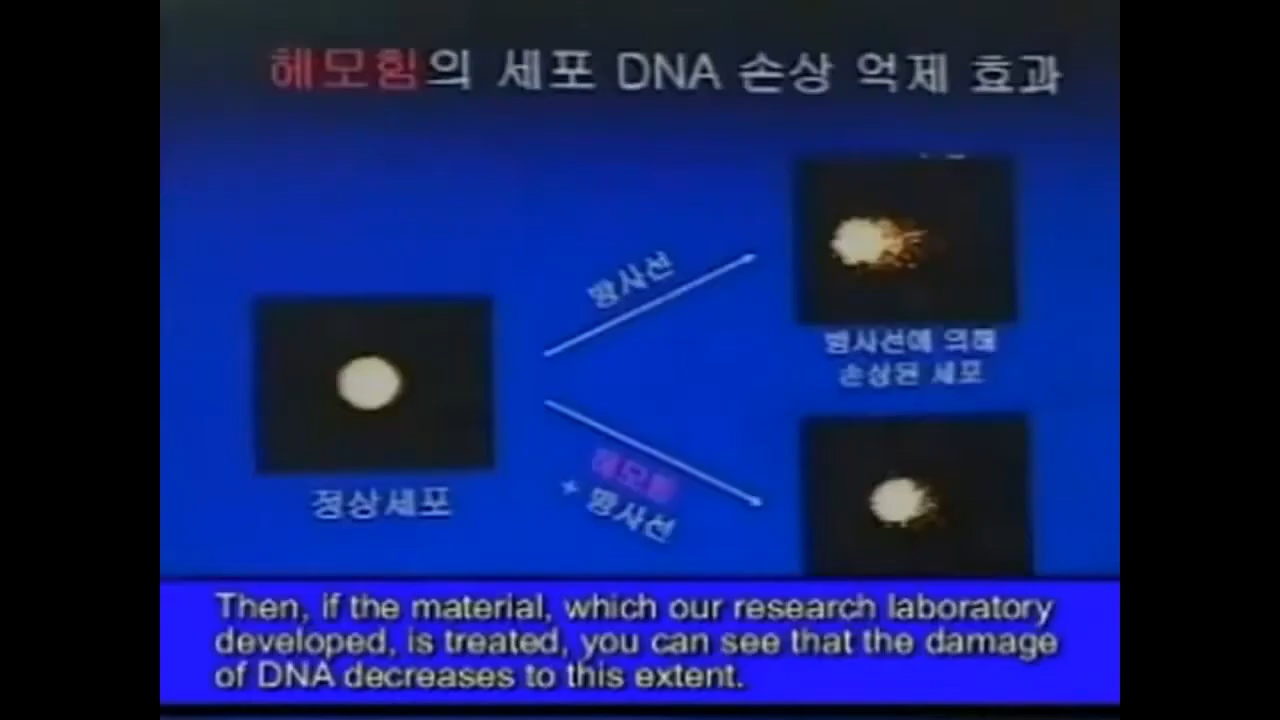 헤모힘의 세포 DNA 손상 억제 효과
방사선
방사선에 의해
손상된 세포
헤모힘
+ 방사선
정상세포
Then, if the material, which our research laboratory
developed, is treated, you can see that the damage
of DNA decreases to this extent.